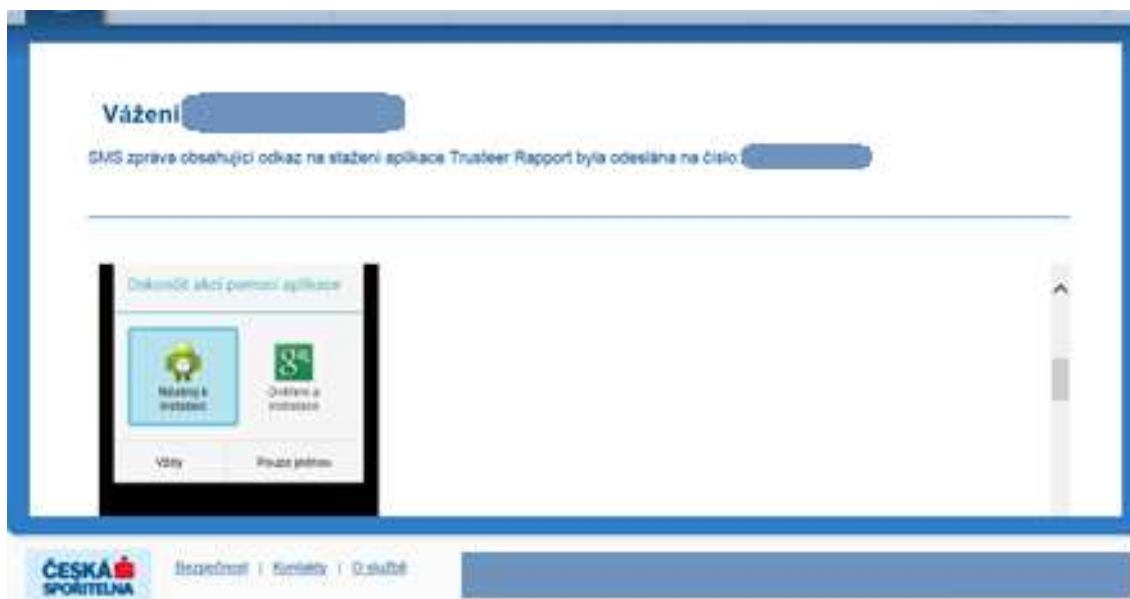 Vážení
SMS zpráva obsahující odkaz na stažení aplikace Trusteer Rapport byla odeslána na číslo:
Dokončit akci pomocí aplikace
Nástroj k
instalaci
Ověření a
instalace
Vždy
Pouze jednou
ČESKÁ
SPOŘITELNA
Bezpečnost | Kontakty | O službě